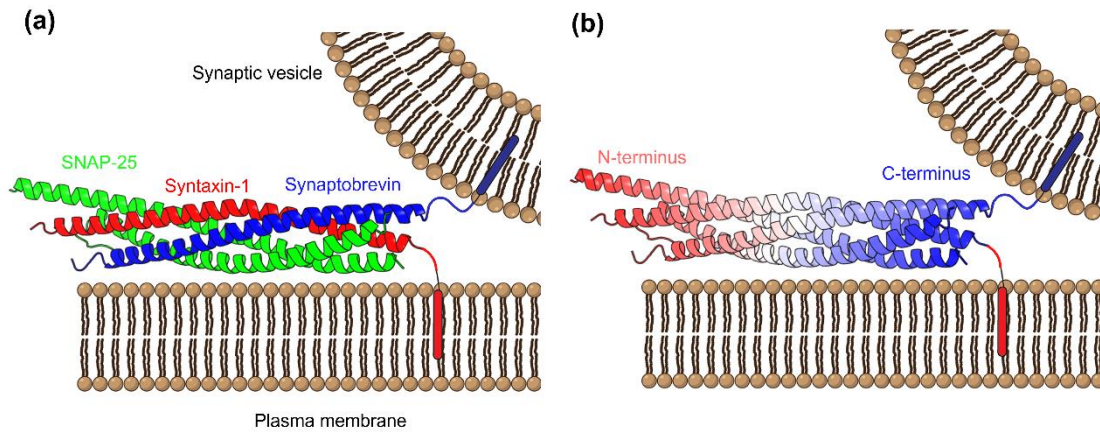 (a)
Synaptic vesicle
SNAP-25
Syntaxin-1
Synaptobrevin
Plasma membrane
(b)
N-terminus
C-terminus